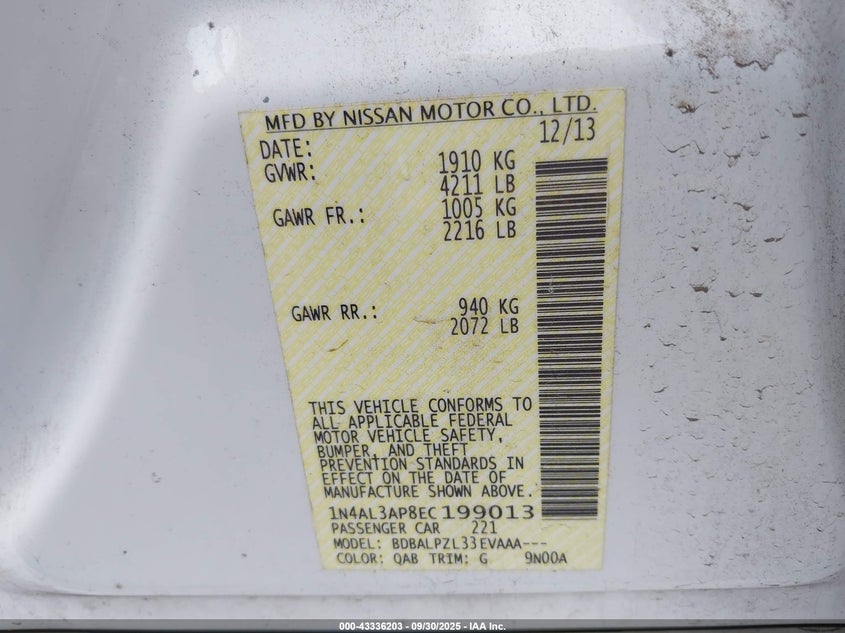 MFD BY NISSAN MOTOR CO., LTD.
DATE: 12/13
GVWR: 1910 KG
4211 LB
GAWR FR.: 1005 KG
2216 LB
GAWR RR.: 940 KG
2072 LB
THIS VEHICLE CONFORMS TO
ALL APPLICABLE FEDERAL
MOTOR VEHICLE SAFETY,
BUMPER, AND THEFT
PREVENTION STANDARDS IN
EFFECT ON THE DATE OF
MANUFACTURE SHOWN ABOVE.
1N4AL3AP8EC199013
PASSENGER CAR 221
MODEL: BDBALPZL33EVAAA---
COLOR: QAB TRIM: G 9N00A
000-43336203 - 09/30/2025 - IAA Inc.